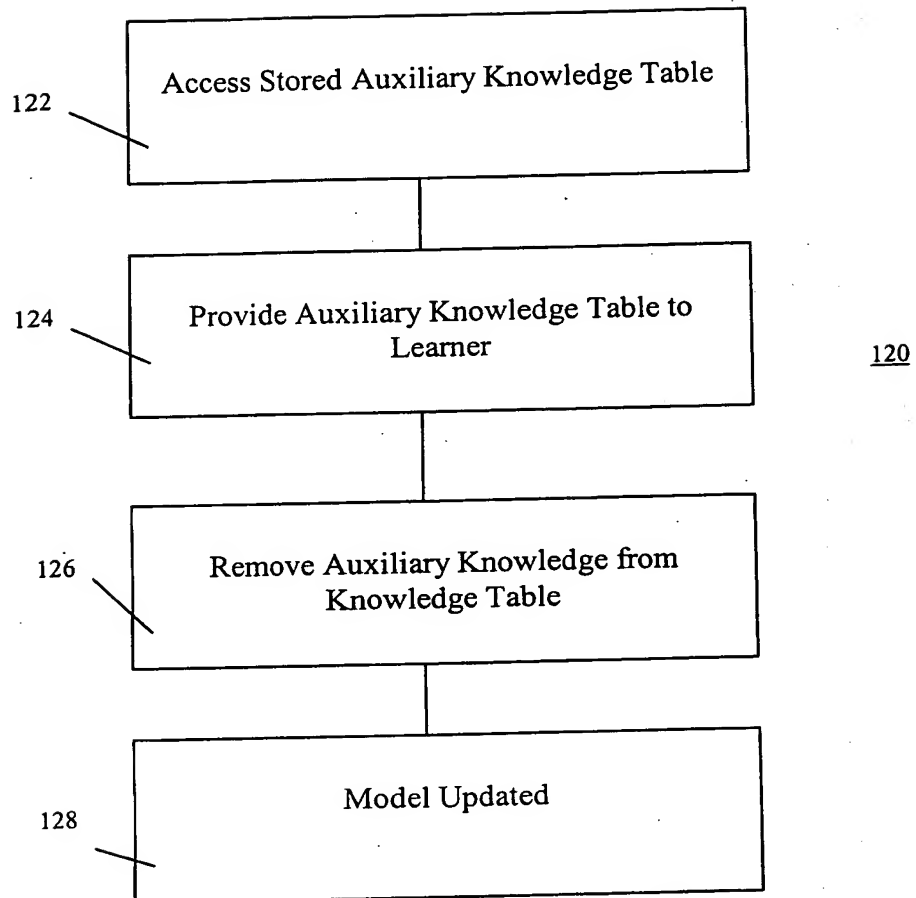 Access Stored Auxiliary Knowledge Table
122
Provide Auxiliary Knowledge Table to
Learner
124
120
Remove Auxiliary Knowledge from
Knowledge Table
126
Model Updated
128